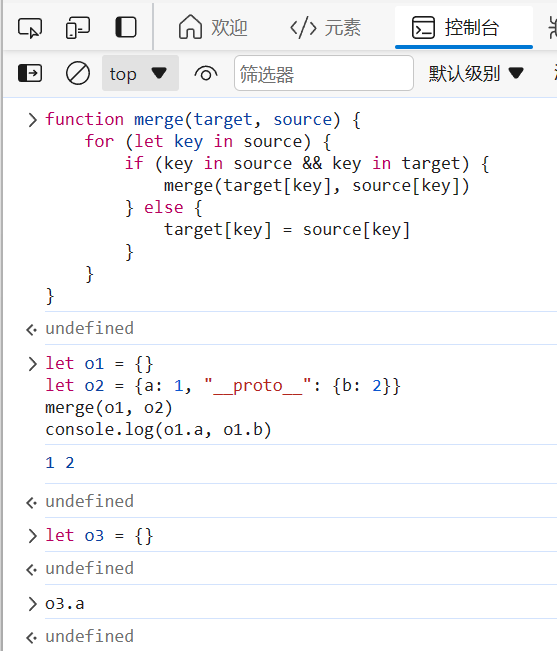 欢迎 </> 元素 控制台
top 筛选器 默认级别
function merge(target, source) {
    for (let key in source) {
        if (key in source && key in target) {
            merge(target[key], source[key])
        } else {
            target[key] = source[key]
        }
    }
}
undefined
let o1 = {}
let o2 = {a: 1, "__proto__": {b: 2}}
merge(o1, o2)
console.log(o1.a, o1.b)
1 2
undefined
let o3 = {}
undefined
o3.a
undefined